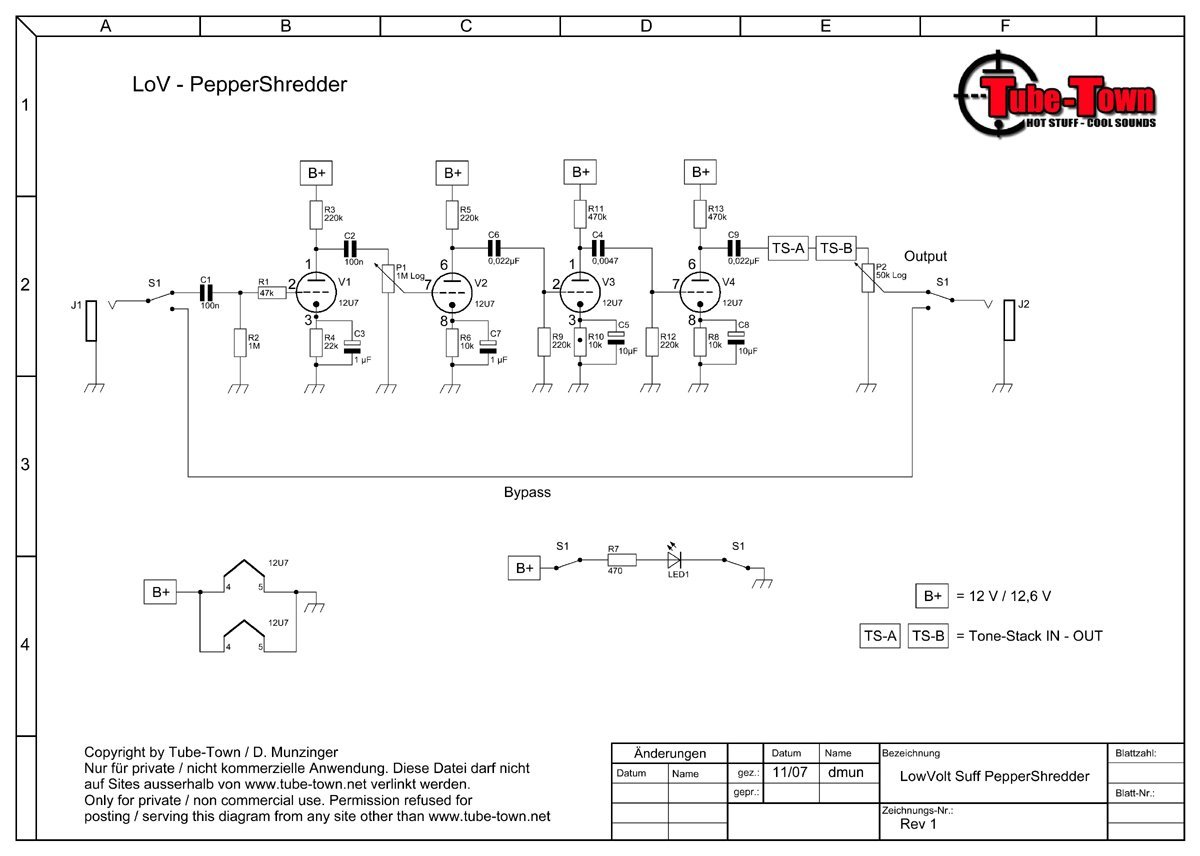 A B C D E F
1
2
3
4
LoV - PepperShredder
Tube-Town
HOT STUFF - COOL SOUNDS
B+ B+ B+ B+
R3
220k
R5
220k
R11
470k
R13
470k
C2
100n
C6
0,022µF
C4
0,0047
C9
0,022µF
TS-A TS-B
Output
J1
S1
C1
100n
R1
47k
R2
1M
1
2
3
V1
12U7
P1
1M Log
6
7
8
V2
12U7
1
2
3
V3
12U7
6
7
8
V4
12U7
P2
50k Log
S1
J2
R4
22k
C3
1 µF
R6
10k
C7
1 µF
R9
220k
R10
10k
C5
10µF
R12
220k
R8
10k
C8
10µF
Bypass
B+
12U7
4 5
12U7
4 5
B+
S1
R7
470
LED1
S1
B+ = 12 V / 12,6 V
TS-A TS-B = Tone-Stack IN - OUT
Copyright by Tube-Town / D. Munzinger
Nur für private / nicht kommerzielle Anwendung. Diese Datei darf nicht
auf Sites ausserhalb von www.tube-town.net verlinkt werden.
Only for private / non commercial use. Permission refused for
posting / serving this diagram from any site other than www.tube-town.net
Änderungen
Datum Name
Datum Name
gez.: 11/07 dmun
gepr.:
Bezeichnung
LowVolt Suff PepperShredder
Zeichnungs-Nr.:
Rev 1
Blattzahl:
Blatt-Nr.: